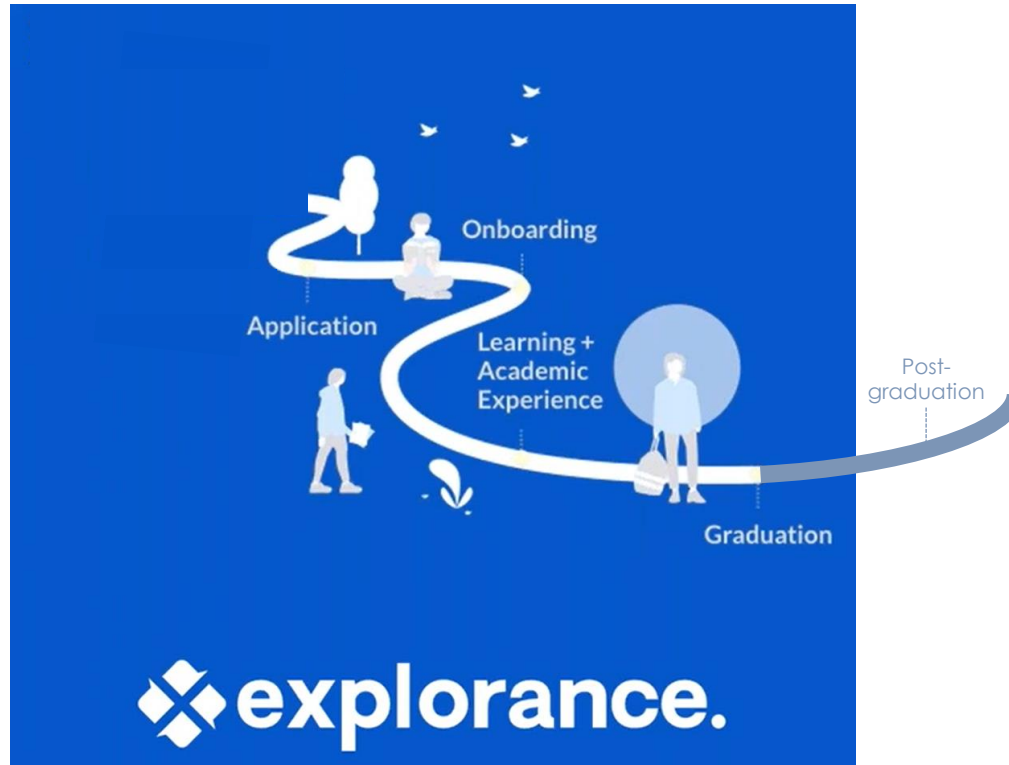 Onboarding
Application
Learning +
Academic
Experience
Post-
graduation
Graduation
explorance.